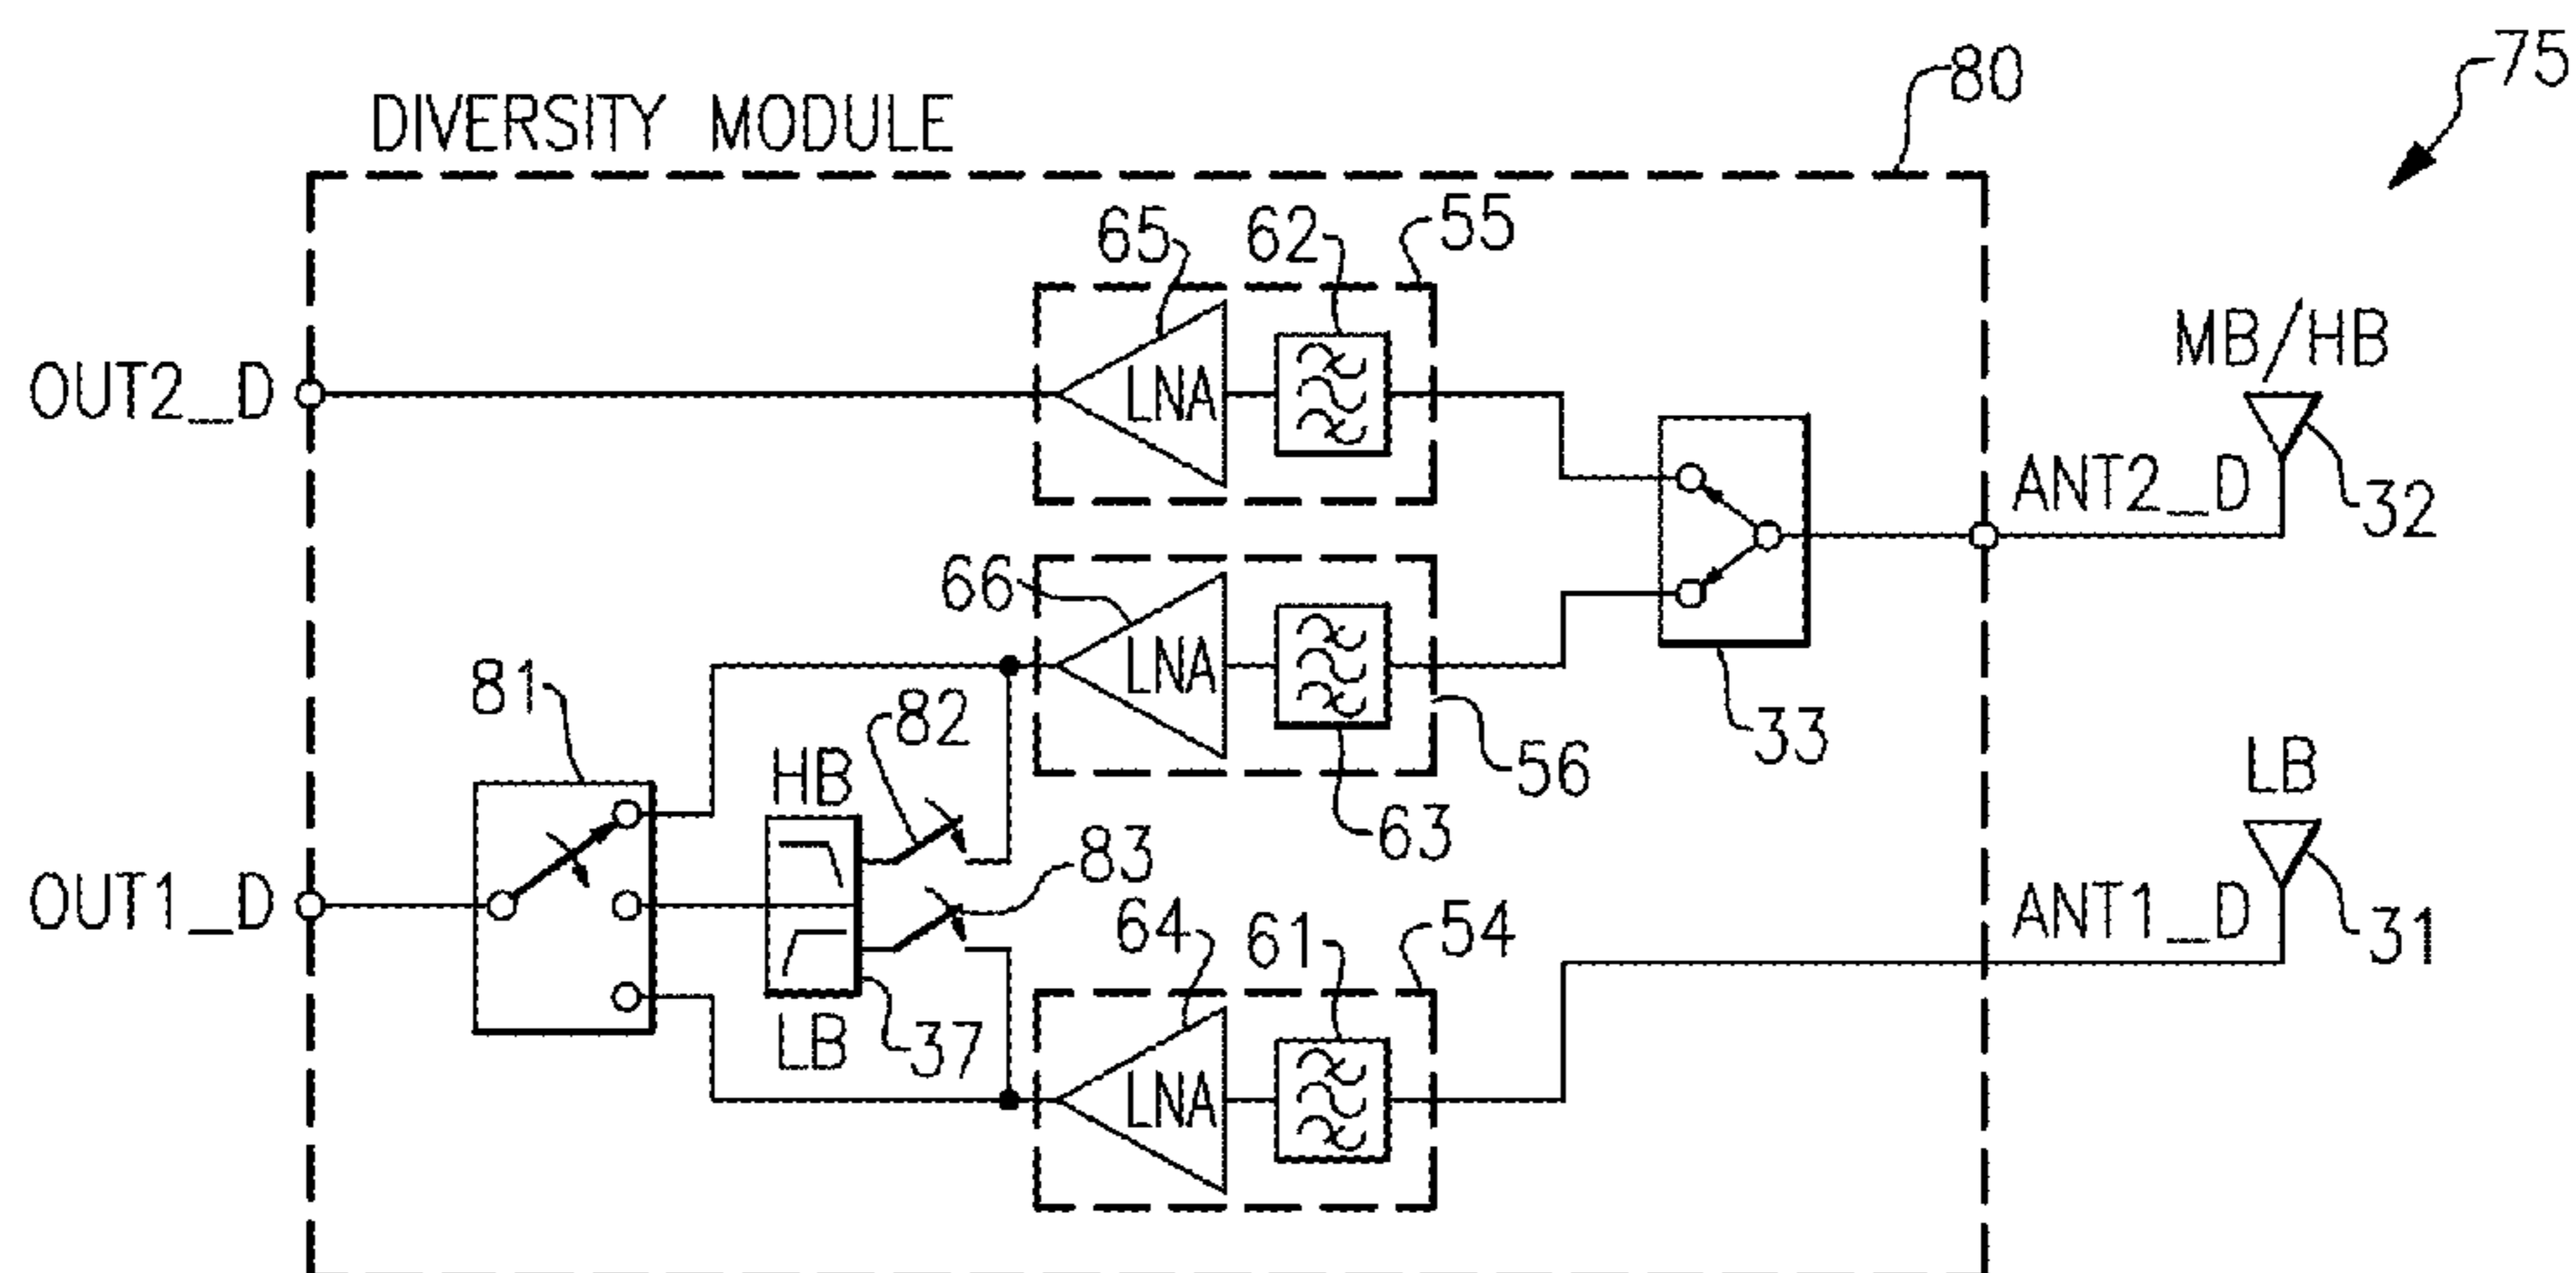 75
80
DIVERSITY MODULE
65
62
55
MB/HB
OUT2_D
LNA
ANT2_D
32
66
LNA
81
82
33
56
LB
HB
63
83
OUT1_D
64
61
54
ANT1_D
31
LB
37
LNA